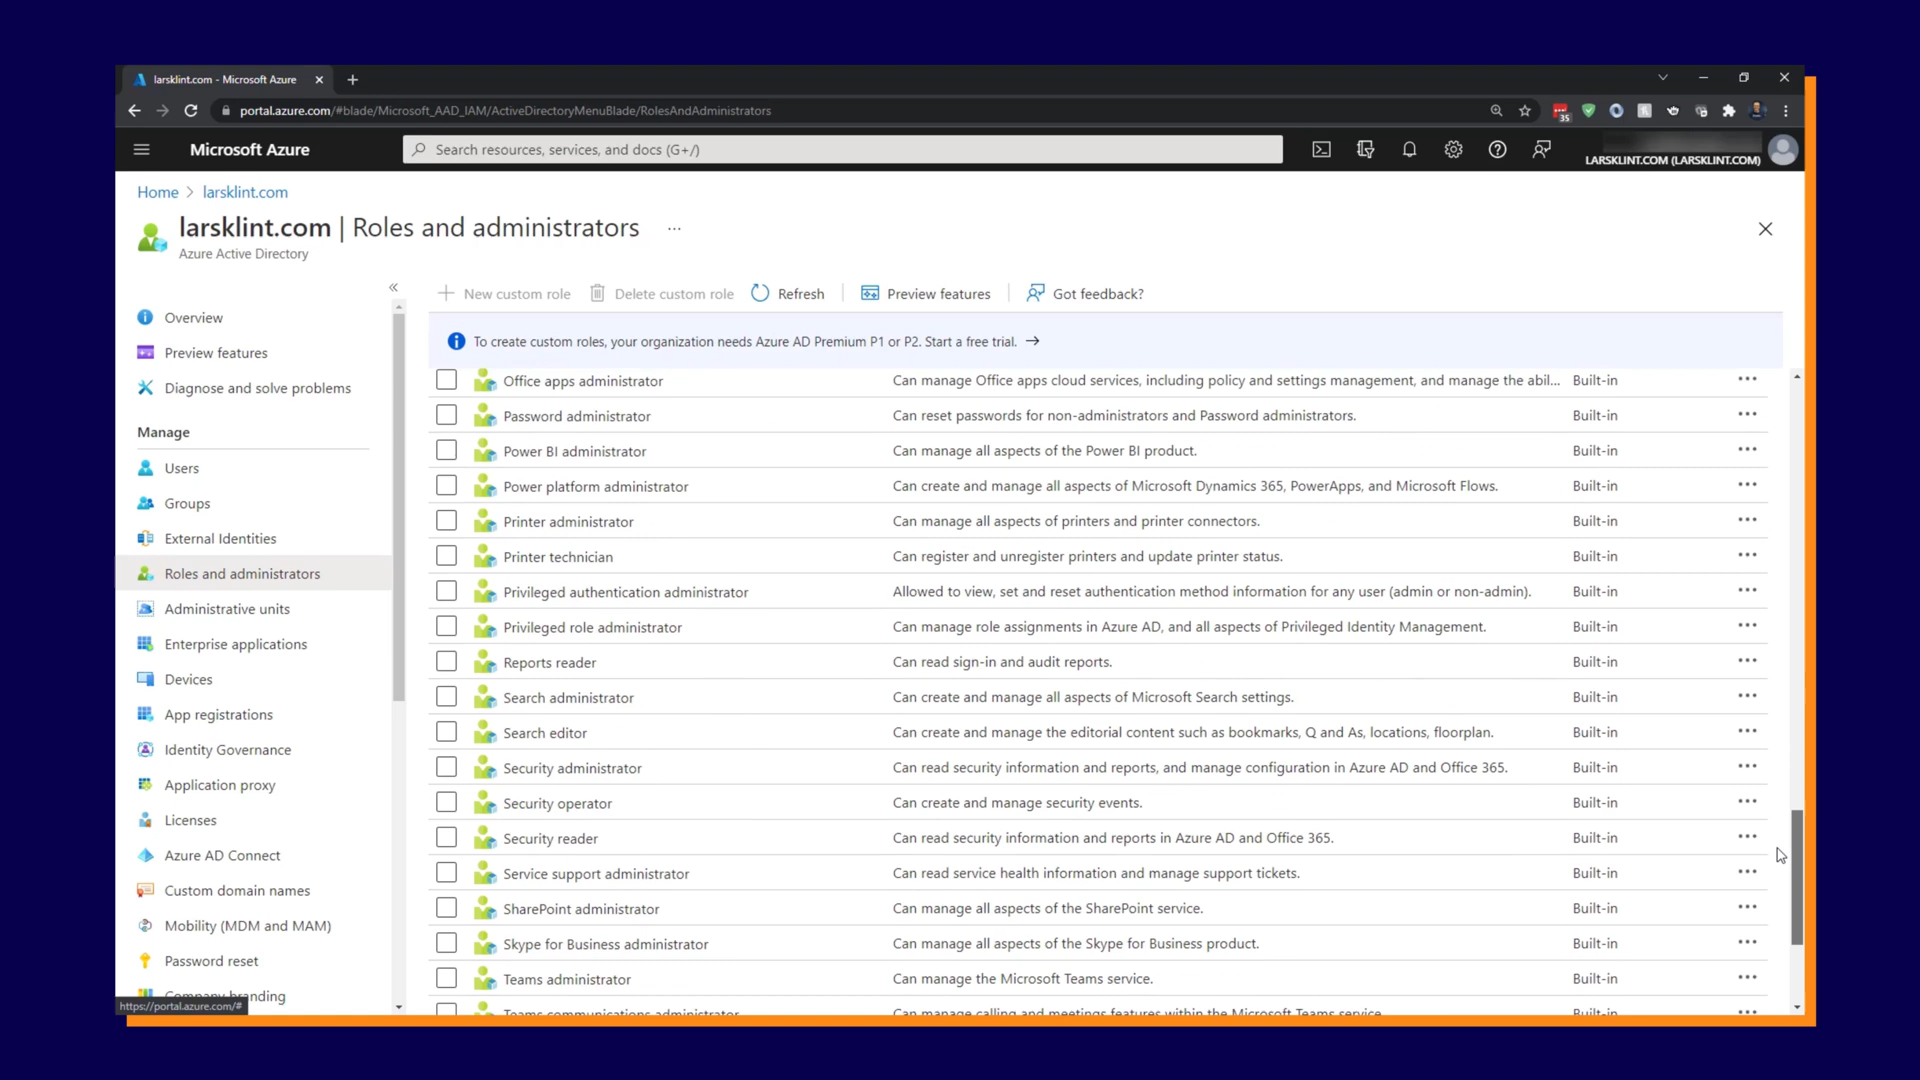 larsklint.com - Microsoft Azure
portal.azure.com/#blade/Microsoft_AAD_IAM/ActiveDirectoryMenuBlade/RolesAndAdministrators
35
Microsoft Azure
Search resources, services, and docs (G+/)
LARSKLINT.COM (LARSKLINT.COM)
Home > larsklint.com
larsklint.com | Roles and administrators ...
Azure Active Directory
«
New custom role
Delete custom role
Refresh
Preview features
Got feedback?
To create custom roles, your organization needs Azure AD Premium P1 or P2. Start a free trial. →
Overview
Preview features
Diagnose and solve problems
Manage
Users
Groups
External Identities
Roles and administrators
Administrative units
Enterprise applications
Devices
App registrations
Identity Governance
Application proxy
Licenses
Azure AD Connect
Custom domain names
Mobility (MDM and MAM)
Password reset
Company branding
https://portal.azure.com/#
Office apps administrator Can manage Office apps cloud services, including policy and settings management, and manage the abil... Built-in ...
Password administrator Can reset passwords for non-administrators and Password administrators. Built-in ...
Power BI administrator Can manage all aspects of the Power BI product. Built-in ...
Power platform administrator Can create and manage all aspects of Microsoft Dynamics 365, PowerApps, and Microsoft Flows. Built-in ...
Printer administrator Can manage all aspects of printers and printer connectors. Built-in ...
Printer technician Can register and unregister printers and update printer status. Built-in ...
Privileged authentication administrator Allowed to view, set and reset authentication method information for any user (admin or non-admin). Built-in ...
Privileged role administrator Can manage role assignments in Azure AD, and all aspects of Privileged Identity Management. Built-in ...
Reports reader Can read sign-in and audit reports. Built-in ...
Search administrator Can create and manage all aspects of Microsoft Search settings. Built-in ...
Search editor Can create and manage the editorial content such as bookmarks, Q and As, locations, floorplan. Built-in ...
Security administrator Can read security information and reports, and manage configuration in Azure AD and Office 365. Built-in ...
Security operator Can create and manage security events. Built-in ...
Security reader Can read security information and reports in Azure AD and Office 365. Built-in ...
Service support administrator Can read service health information and manage support tickets. Built-in ...
SharePoint administrator Can manage all aspects of the SharePoint service. Built-in ...
Skype for Business administrator Can manage all aspects of the Skype for Business product. Built-in ...
Teams administrator Can manage the Microsoft Teams service. Built-in ...
Teams communications administrator Can manage calling and meetings features within the Microsoft Teams service. Built-in ...